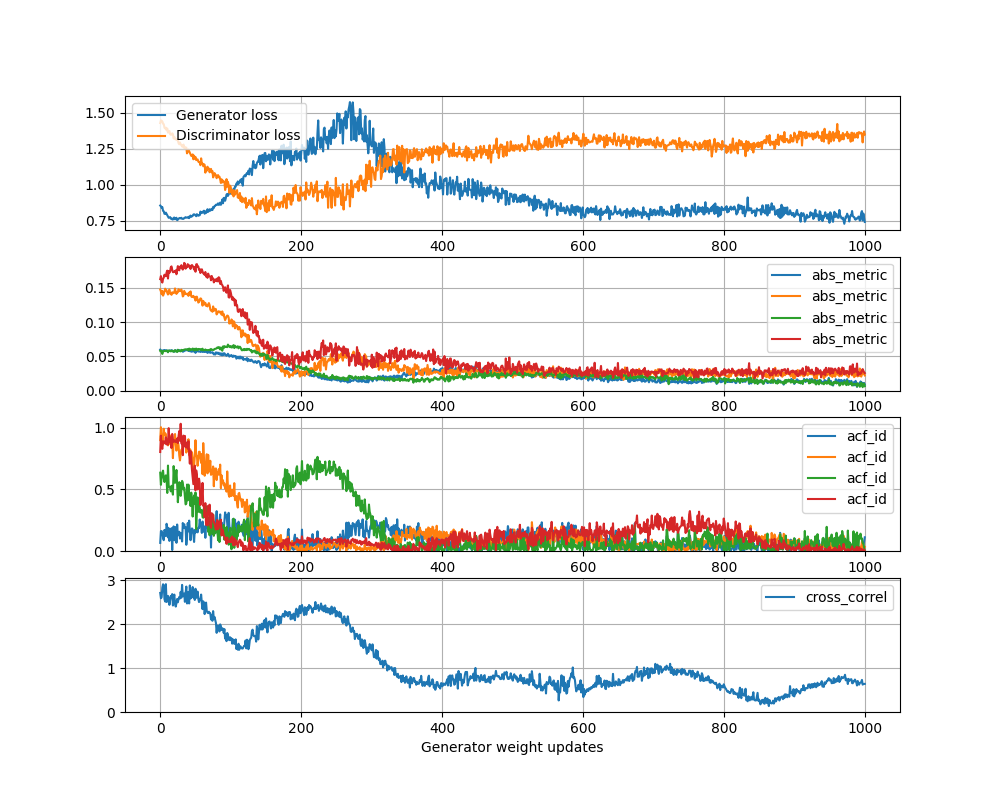 1.50
1.25
1.00
0.75
Generator loss
Discriminator loss
0 200 400 600 800 1000
0.15
0.10
0.05
0.00
abs_metric
abs_metric
abs_metric
abs_metric
0 200 400 600 800 1000
1.0
0.5
0.0
acf_id
acf_id
acf_id
acf_id
0 200 400 600 800 1000
3
2
1
0
cross_correl
0 200 400 600 800 1000
Generator weight updates